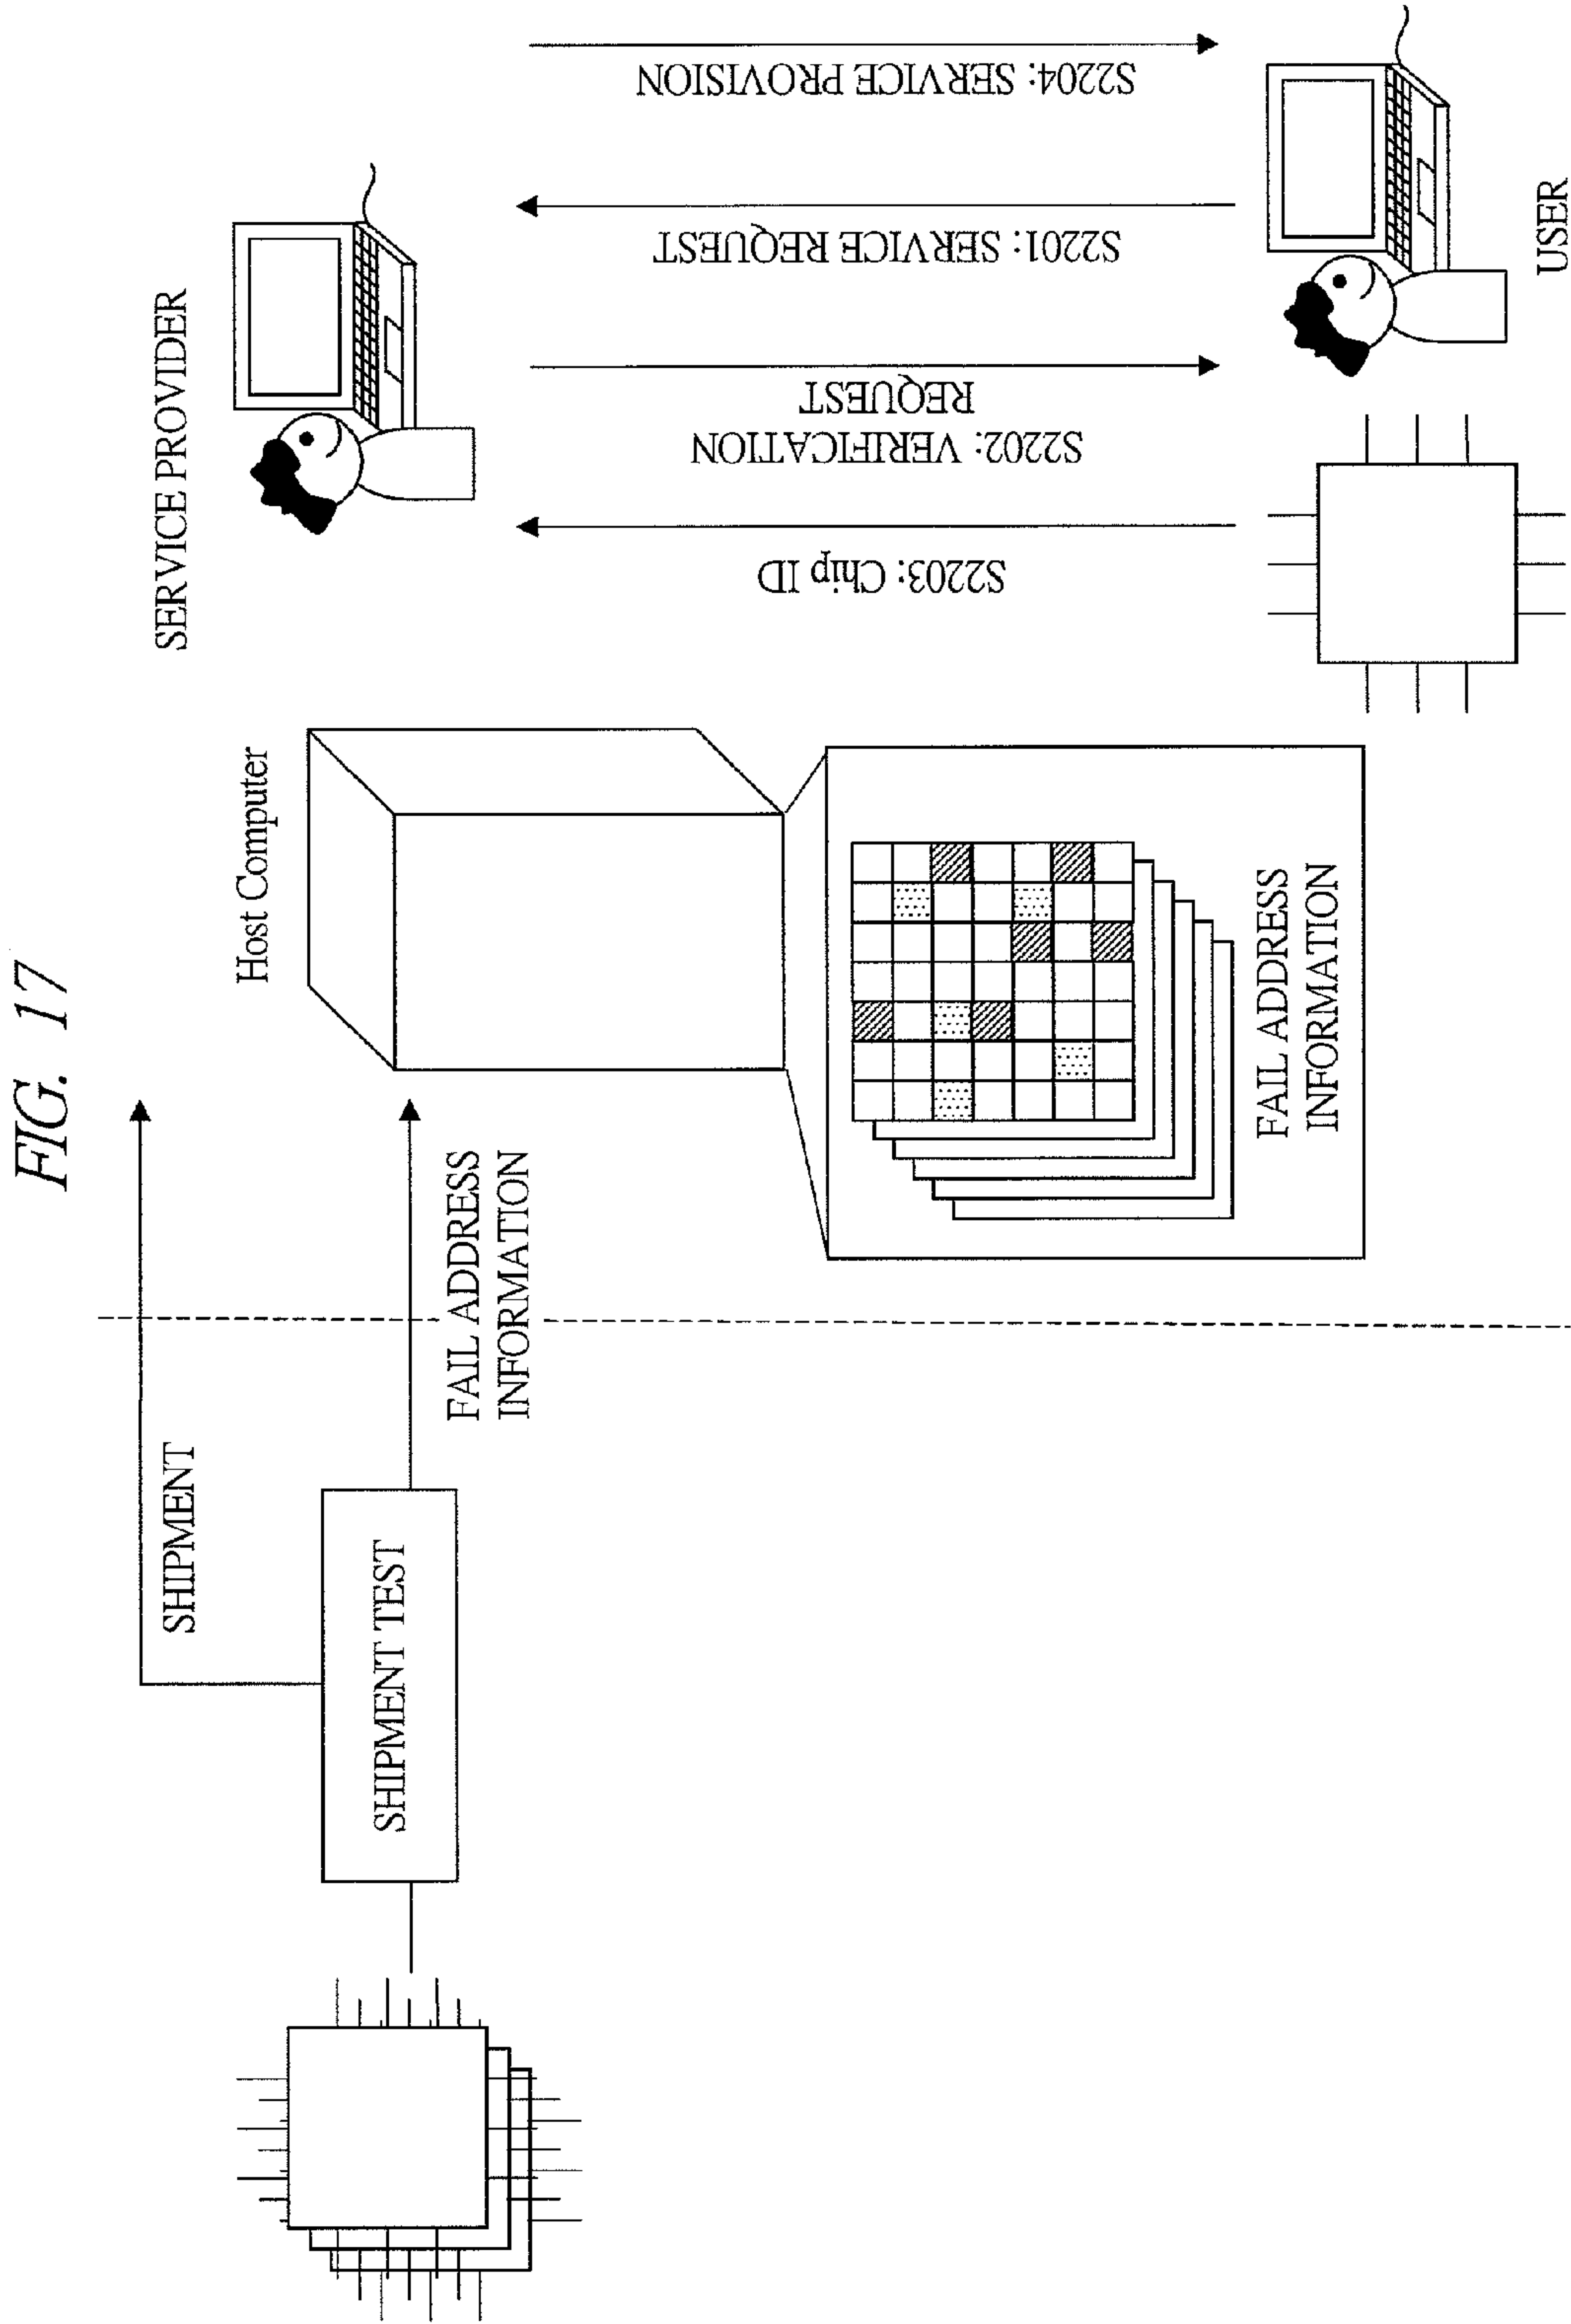 FIG. 17
SHIPMENT
SHIPMENT TEST
FAIL ADDRESS
INFORMATION
Host Computer
FAIL ADDRESS
INFORMATION
SERVICE PROVIDER
S2203: Chip ID
S2202: VERIFICATION
REQUEST
S2201: SERVICE REQUEST
S2204: SERVICE PROVISION
USER